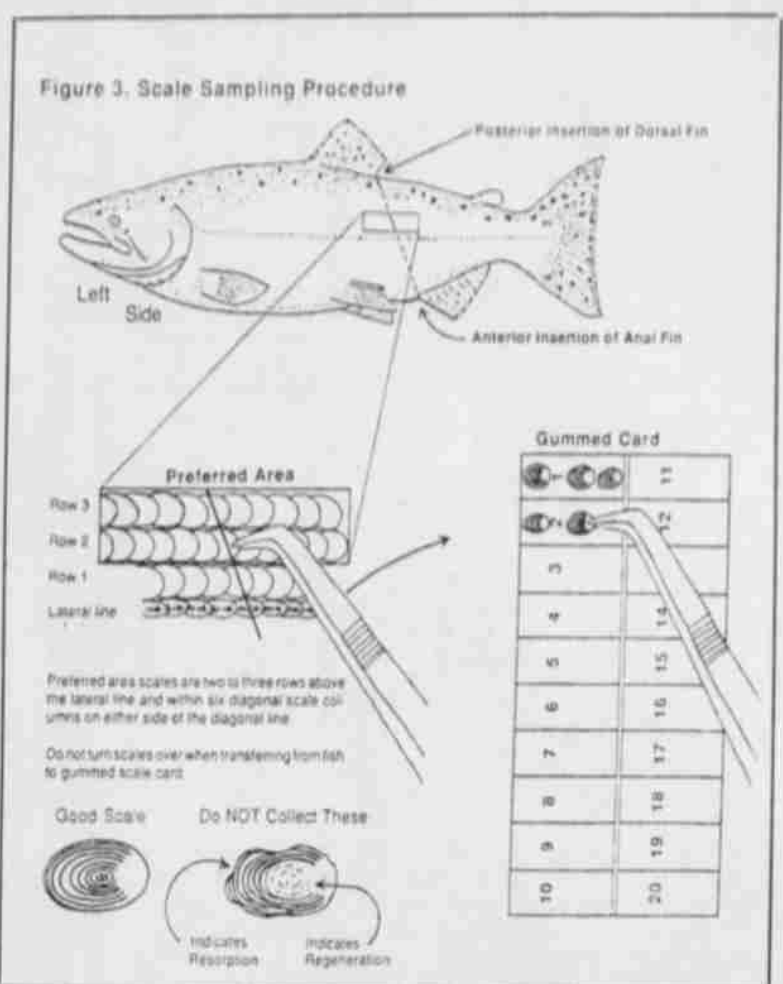 Figure 3. Scale Sampling Procedure
Posterior Insertion of Dorsal Fin
Left
Side
Anterior Insertion of Anal Fin
Preferred Area
Row 3
Row 2
Row 1
Lateral line
Preferred area scales are two to three rows above
the lateral line and within six diagonal scale col-
umns on either side of the diagonal line
Do not turn scales over when transferring from fish
to gummed scale card
Good Scale
Do NOT Collect These
Indicates
Resorption
Indicates
Regeneration
Gummed Card
1 11
2 12
3
4 14
5 15
6 16
7 17
8 18
9 19
10 20